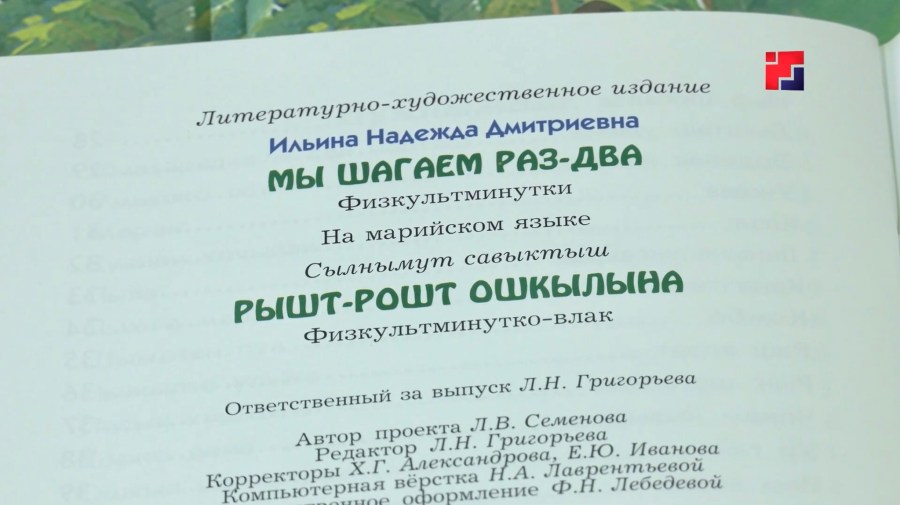 Литературно-художественное издание
Ильина Надежда Дмитриевна
МЫ ШАГАЕМ РАЗ-ДВА
Физкультминутки
На марийском языке
Сылнымут савыктыш
РЫШТ-РОШТ ОШКЫЛЫНА
Физкультминутко-влак
Ответственный за выпуск Л.Н. Григорьева
Автор проекта Л.В. Семенова
Редактор Л.Н. Григорьева
Корректоры Х.Г. Александрова, Е.Ю. Иванова
Компьютерная вёрстка Н.А. Лаврентьевой
оформление Ф.Н. Лебедевой